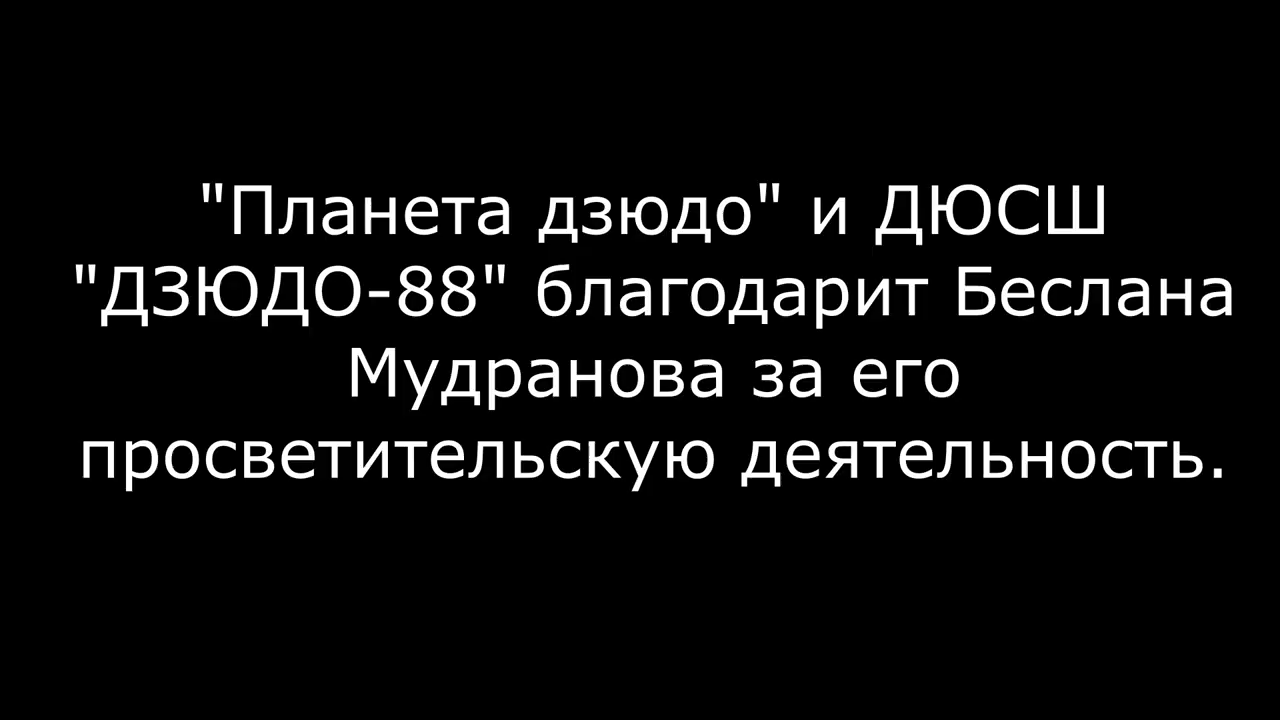 "Планета дзюдо" и ДЮСШ
"ДЗЮДО-88" благодарит Беслана
Мудранова за его
просветительскую деятельность.